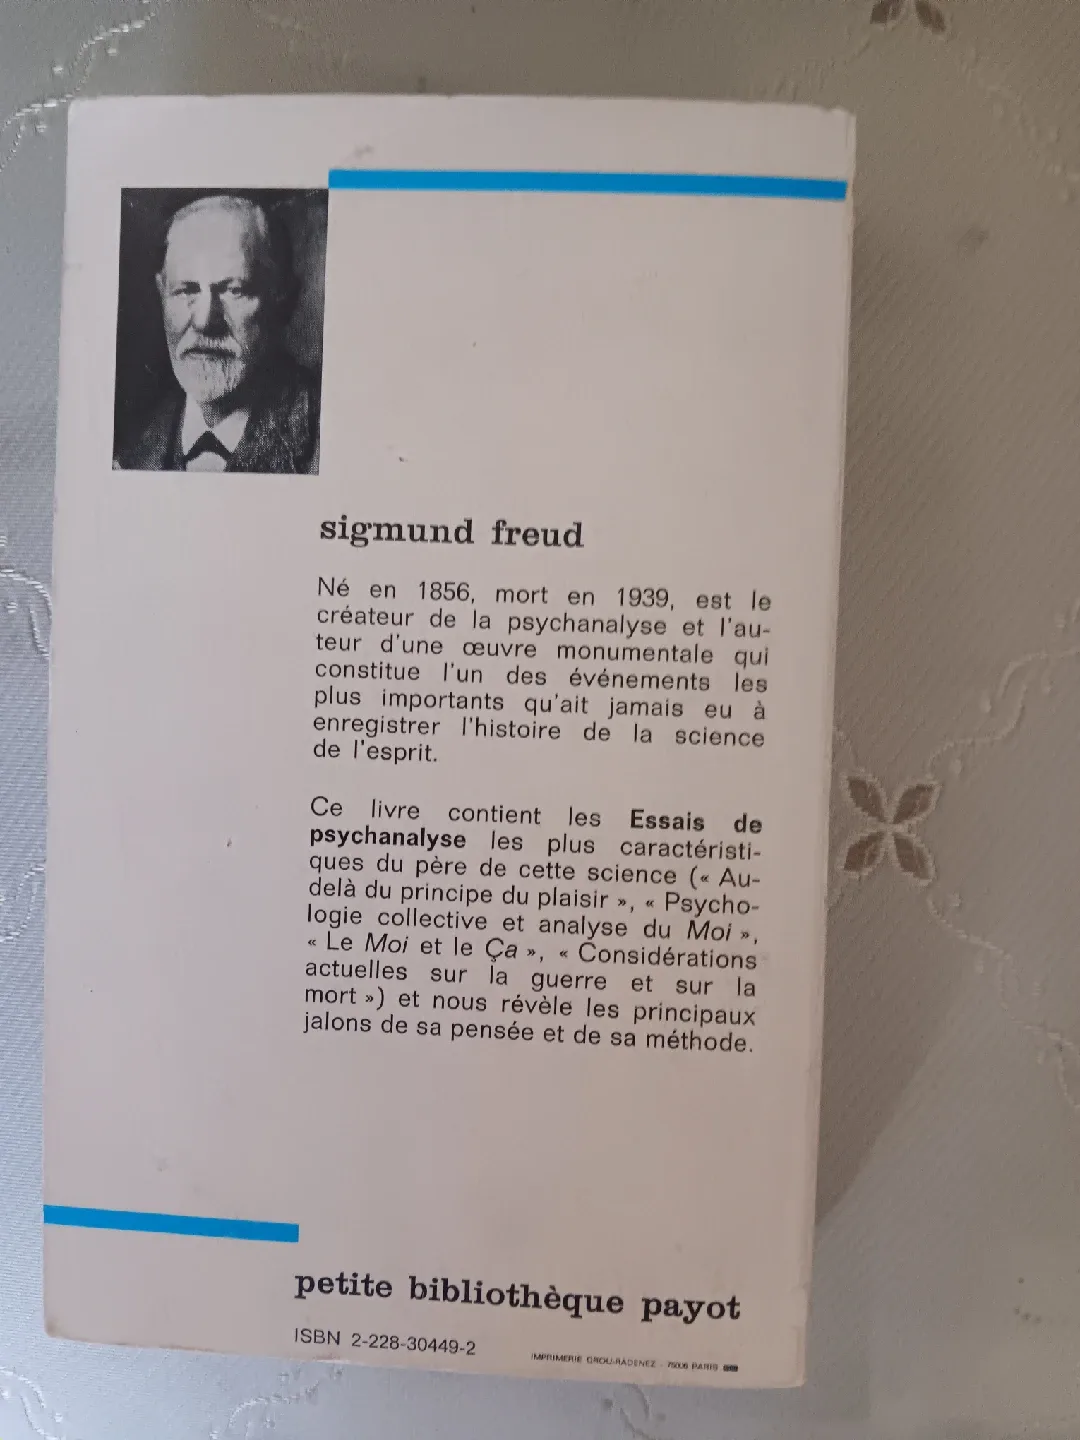 sigmund freud
Né en 1856, mort en 1939, est le
créateur de la psychanalyse et l'au-
teur d'une œuvre monumentale qui
constitue l'un des événements les
plus importants qu'ait jamais eu à
enregistrer l'histoire de la science
de l'esprit.
Ce livre contient les Essais de
psychanalyse les plus caractéristi-
ques du père de cette science (« Au-
delà du principe du plaisir », « Psycho-
logie collective et analyse du Moi »,
« Le Moi et le Ça », « Considérations
actuelles sur la guerre et sur la
mort ») et nous révèle les principaux
jalons de sa pensée et de sa méthode.
petite bibliothèque payot
ISBN 2-228-30449-2
IMPRIMERIE GROU-RADENEZ - 75006 PARIS